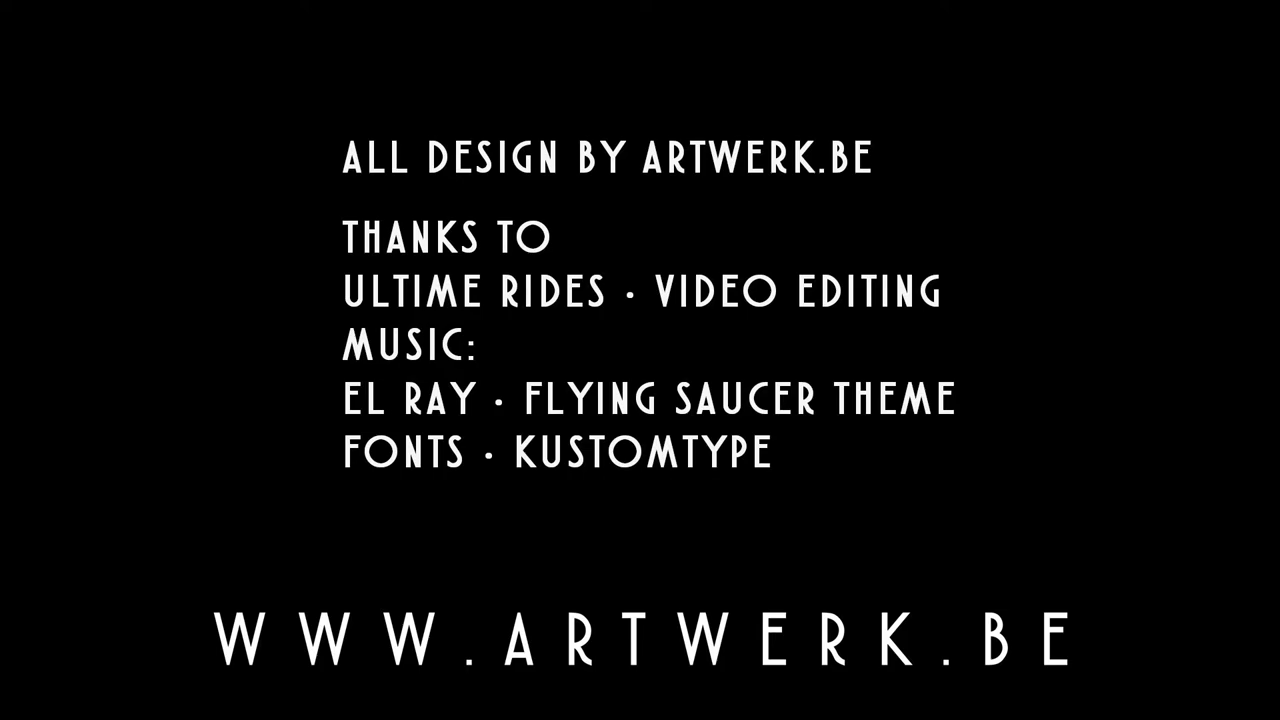 ALL DESIGN BY ARTWERK.BE
THANKS TO
ULTIME RIDES · VIDEO EDITING
MUSIC:
EL RAY · FLYING SAUCER THEME
FONTS · KUSTOMTYPE
WWW.ARTWERK.BE